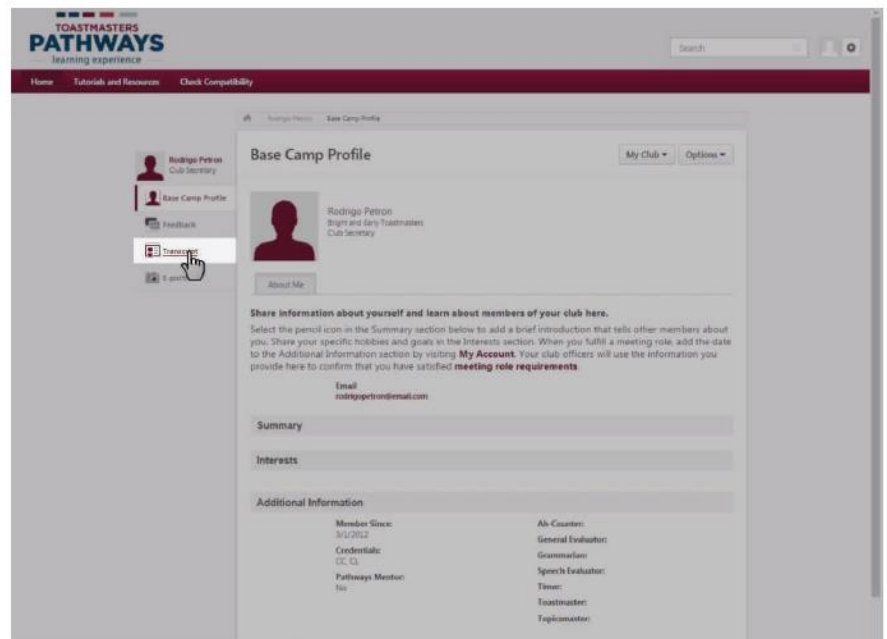 TOASTMASTERS
PATHWAYS
learning experience
Search
Home Tutorials and Resources Check Compatibility
Rodrigo Petron Base Camp Profile
Rodrigo Petron
Club Secretary
Base Camp Profile
Feedback
Transcript
Base Camp Profile
My Club Options
Rodrigo Petron
Bright and Early Toastmasters
Club Secretary
About Me
Share information about yourself and learn about members of your club here.
Select the pencil icon in the Summary section below to add a brief introduction that tells other members about
you. Share your specific hobbies and goals in the Interests section. When you fulfill a meeting role, add the date
to the Additional Information section by visiting My Account. Your club officers will use the information you
provide here to confirm that you have satisfied meeting role requirements.
Email
rodrigopetron@email.com
Summary
Interests
Additional Information
Member Since:
3/1/2012
Credentials:
CC, CL
Pathways Mentor:
No
Ah-Counter:
General Evaluator:
Grammarian:
Speech Evaluator:
Timer:
Toastmaster:
Topicsmaster: